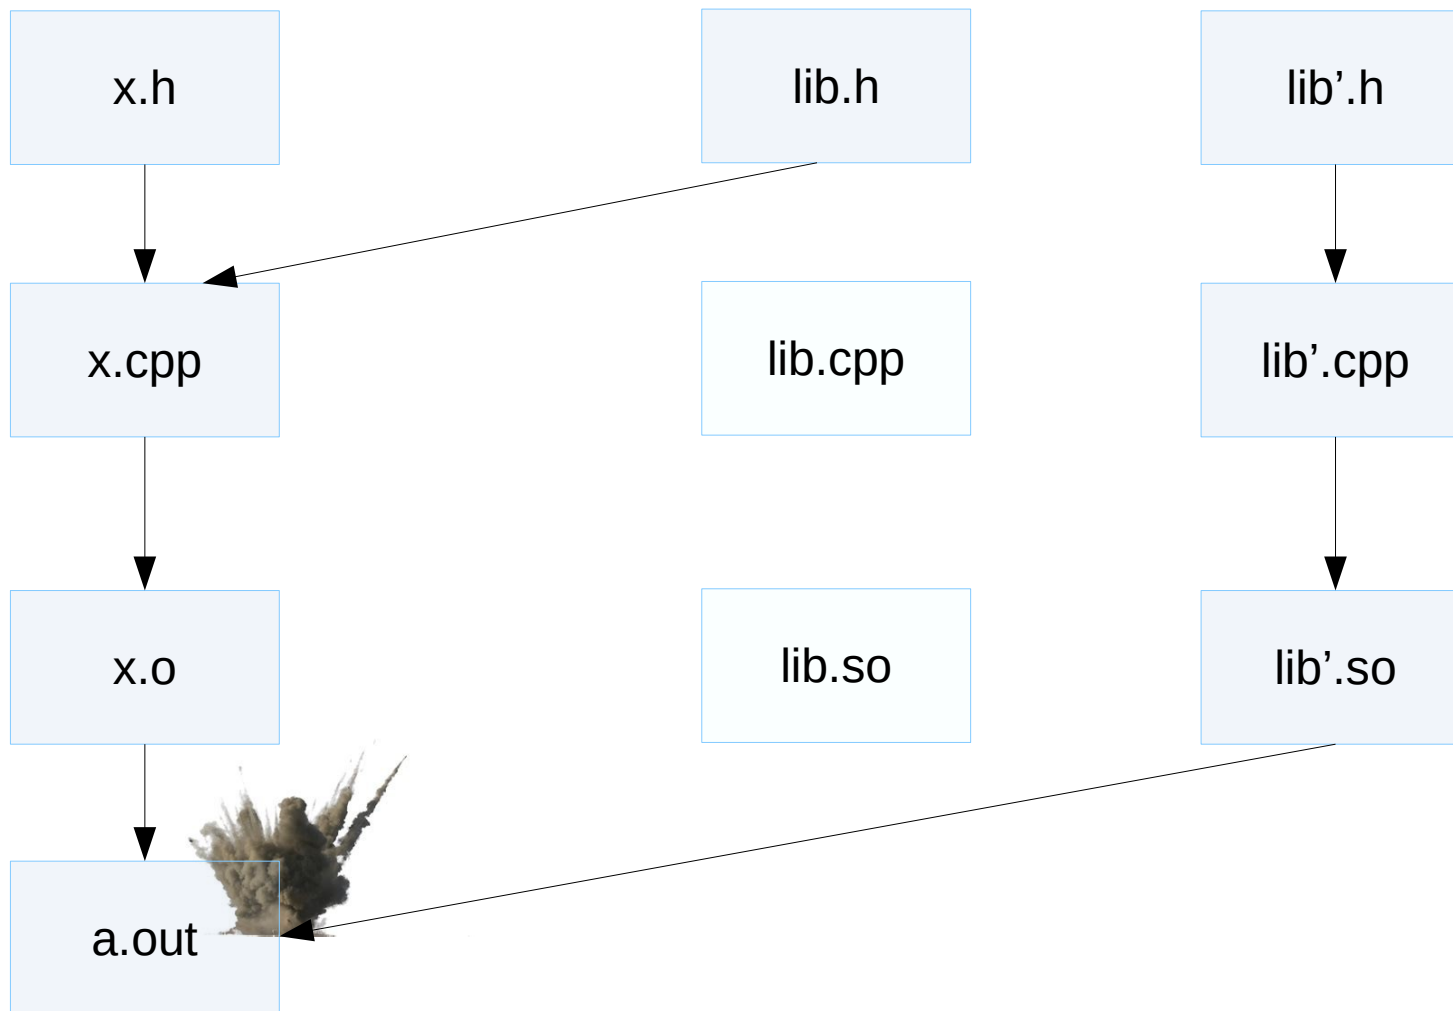 x.h
lib.h
lib’.h
x.cpp
lib.cpp
lib’.cpp
x.o
lib.so
lib’.so
a.out